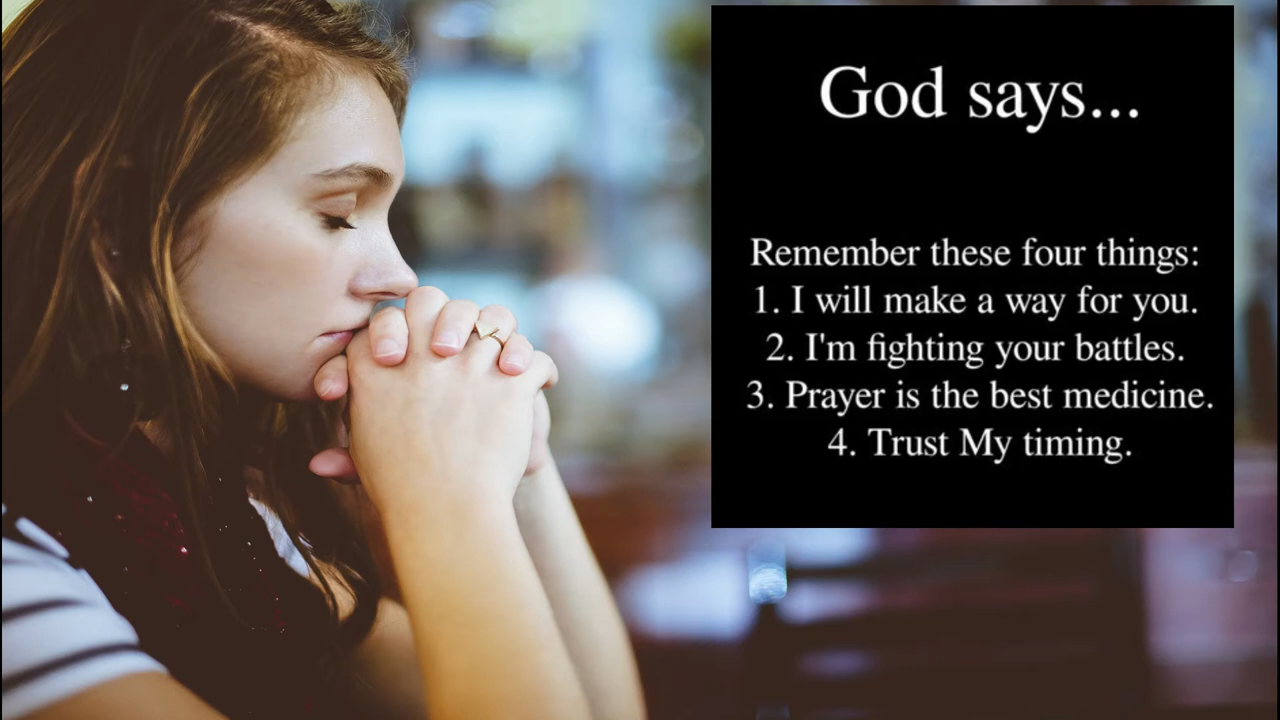 God says...
Remember these four things:
1. I will make a way for you.
2. I'm fighting your battles.
3. Prayer is the best medicine.
4. Trust My timing.